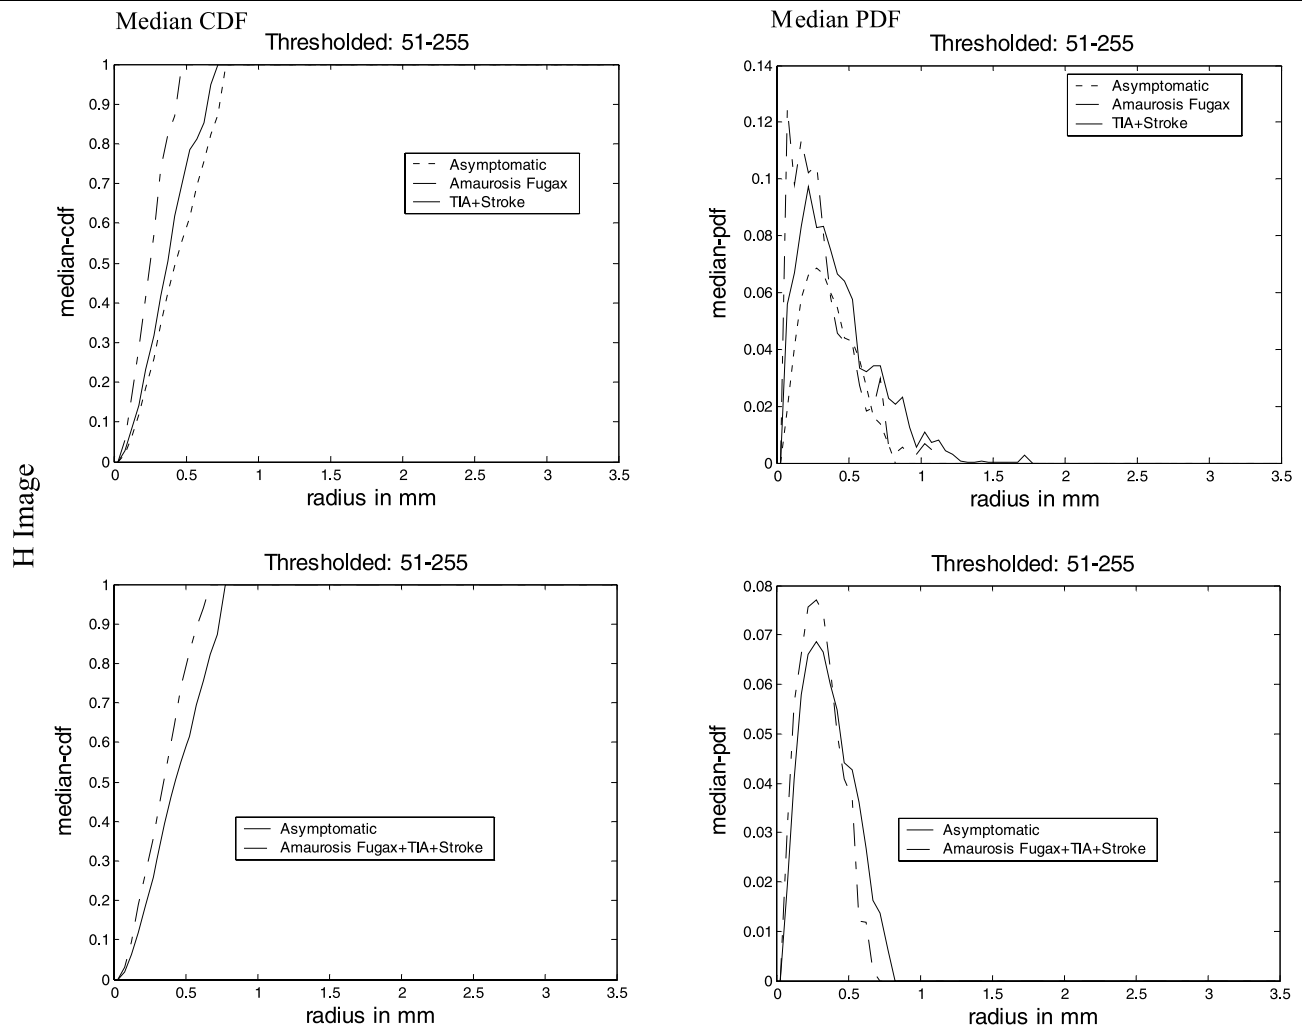 Median CDF
Thresholded: 51-255
1
0.9
0.8
0.7
0.6
0.5
0.4
0.3
0.2
0.1
0
median-cdf
Asymptomatic
Amaurosis Fugax
TIA+Stroke
0 0.5 1 1.5 2 2.5 3 3.5
radius in mm
Median PDF
Thresholded: 51-255
0.14
0.12
0.1
0.08
0.06
0.04
0.02
0
median-pdf
Asymptomatic
Amaurosis Fugax
TIA+Stroke
0 0.5 1 1.5 2 2.5 3 3.5
radius in mm
H Image
Thresholded: 51-255
1
0.9
0.8
0.7
0.6
0.5
0.4
0.3
0.2
0.1
0
median-cdf
Asymptomatic
Amaurosis Fugax+TIA+Stroke
0 0.5 1 1.5 2 2.5 3 3.5
radius in mm
Thresholded: 51-255
0.08
0.07
0.06
0.05
0.04
0.03
0.02
0.01
0
median-pdf
Asymptomatic
Amaurosis Fugax+TIA+Stroke
0 0.5 1 1.5 2 2.5 3 3.5
radius in mm